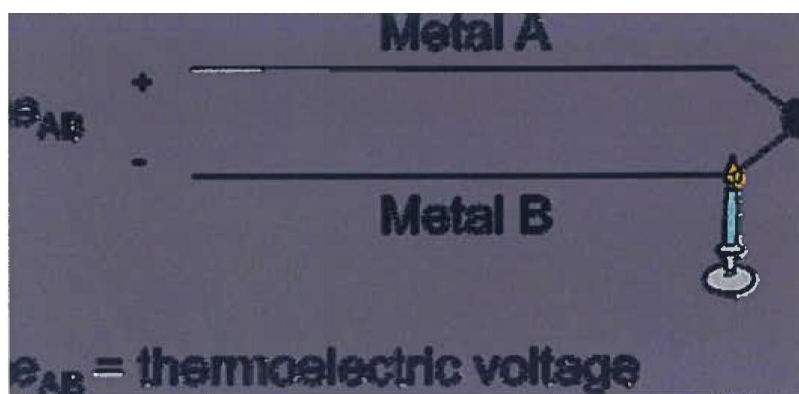 Metal A
+
e_AB
-
Metal B
e_AB = thermoelectric voltage